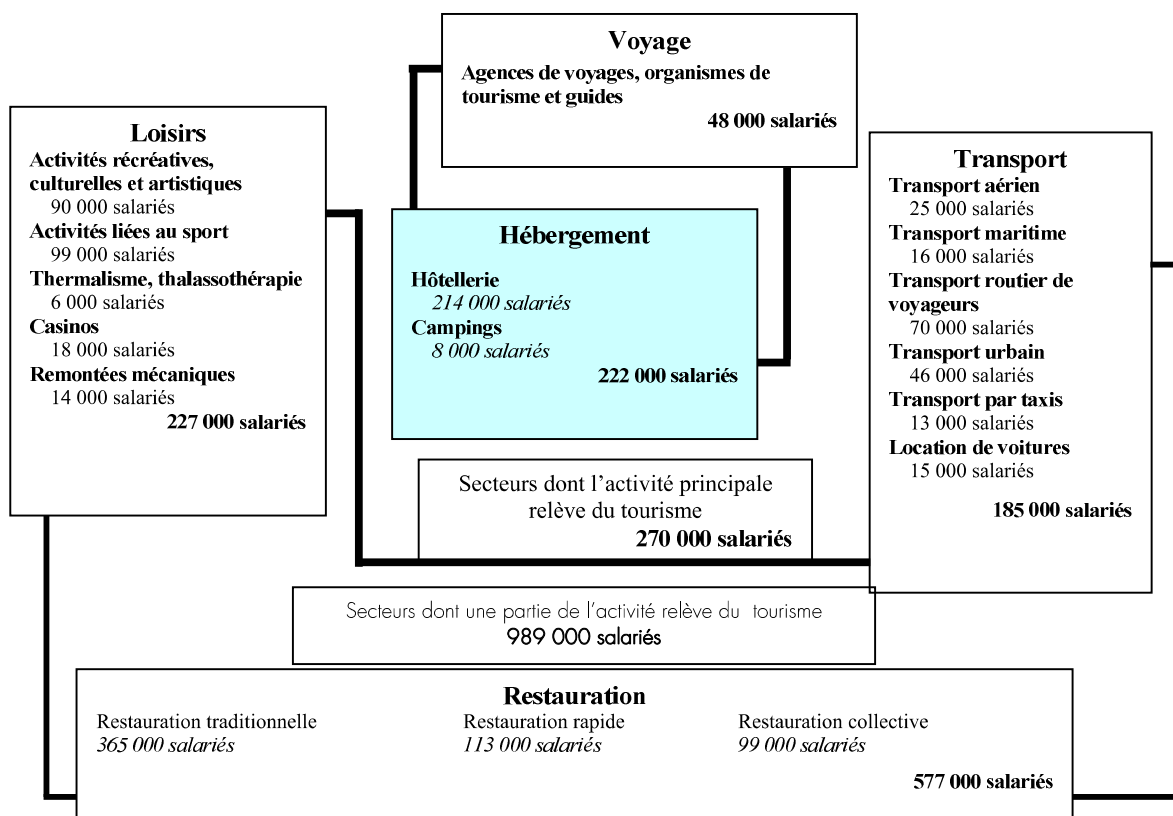 Voyage
Agences de voyages, organismes de
tourisme et guides
48 000 salariés
Loisirs
Activités récréatives,
culturelles et artistiques
90 000 salariés
Activités liées au sport
99 000 salariés
Thermalisme, thalassothérapie
6 000 salariés
Casinos
18 000 salariés
Remontées mécaniques
14 000 salariés
227 000 salariés
Hébergement
Hôtellerie
214 000 salariés
Campings
8 000 salariés
222 000 salariés
Transport
Transport aérien
25 000 salariés
Transport maritime
16 000 salariés
Transport routier de
voyageurs
70 000 salariés
Transport urbain
46 000 salariés
Transport par taxis
13 000 salariés
Location de voitures
15 000 salariés
185 000 salariés
Secteurs dont l’activité principale
relève du tourisme
270 000 salariés
Secteurs dont une partie de l’activité relève du tourisme
989 000 salariés
Restauration
Restauration traditionnelle
365 000 salariés
Restauration rapide
113 000 salariés
Restauration collective
99 000 salariés
577 000 salariés